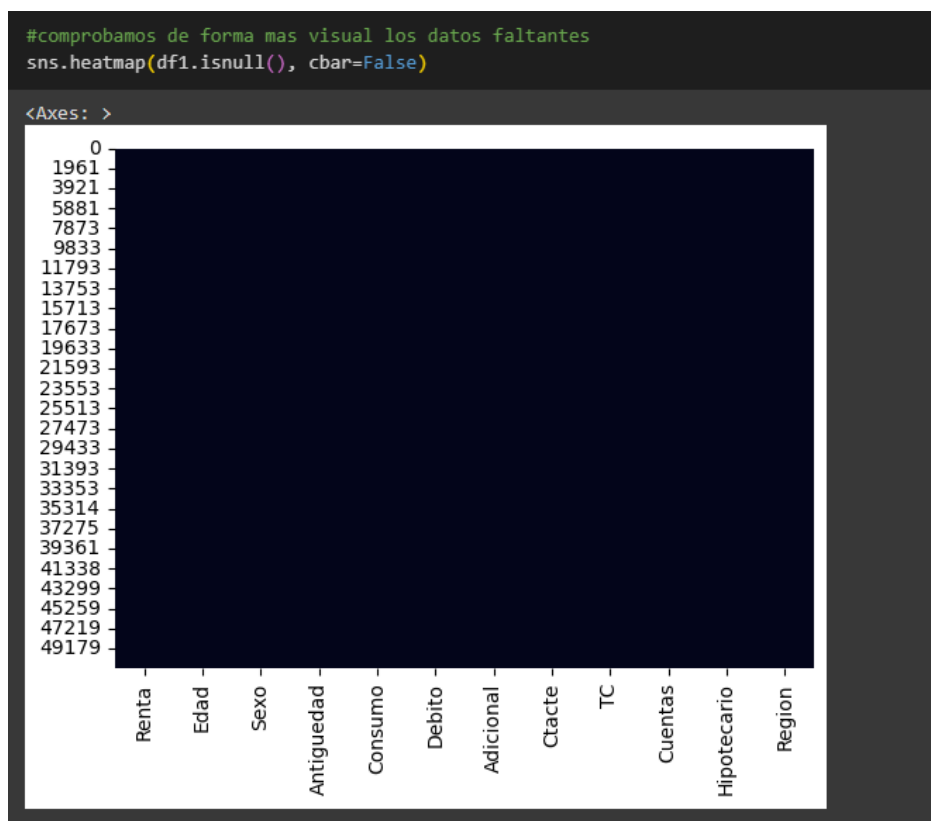 #comprobamos de forma mas visual los datos faltantes
sns.heatmap(df1.isnull(), cbar=False)
<Axes: >
0
1961
3921
5881
7873
9833
11793
13753
15713
17673
19633
21593
23553
25513
27473
29433
31393
33353
35314
37275
39361
41338
43299
45259
47219
49179
Renta
Edad
Sexo
Antiguedad
Consumo
Debito
Adicional
Ctacte
TC
Cuentas
Hipotecario
Region